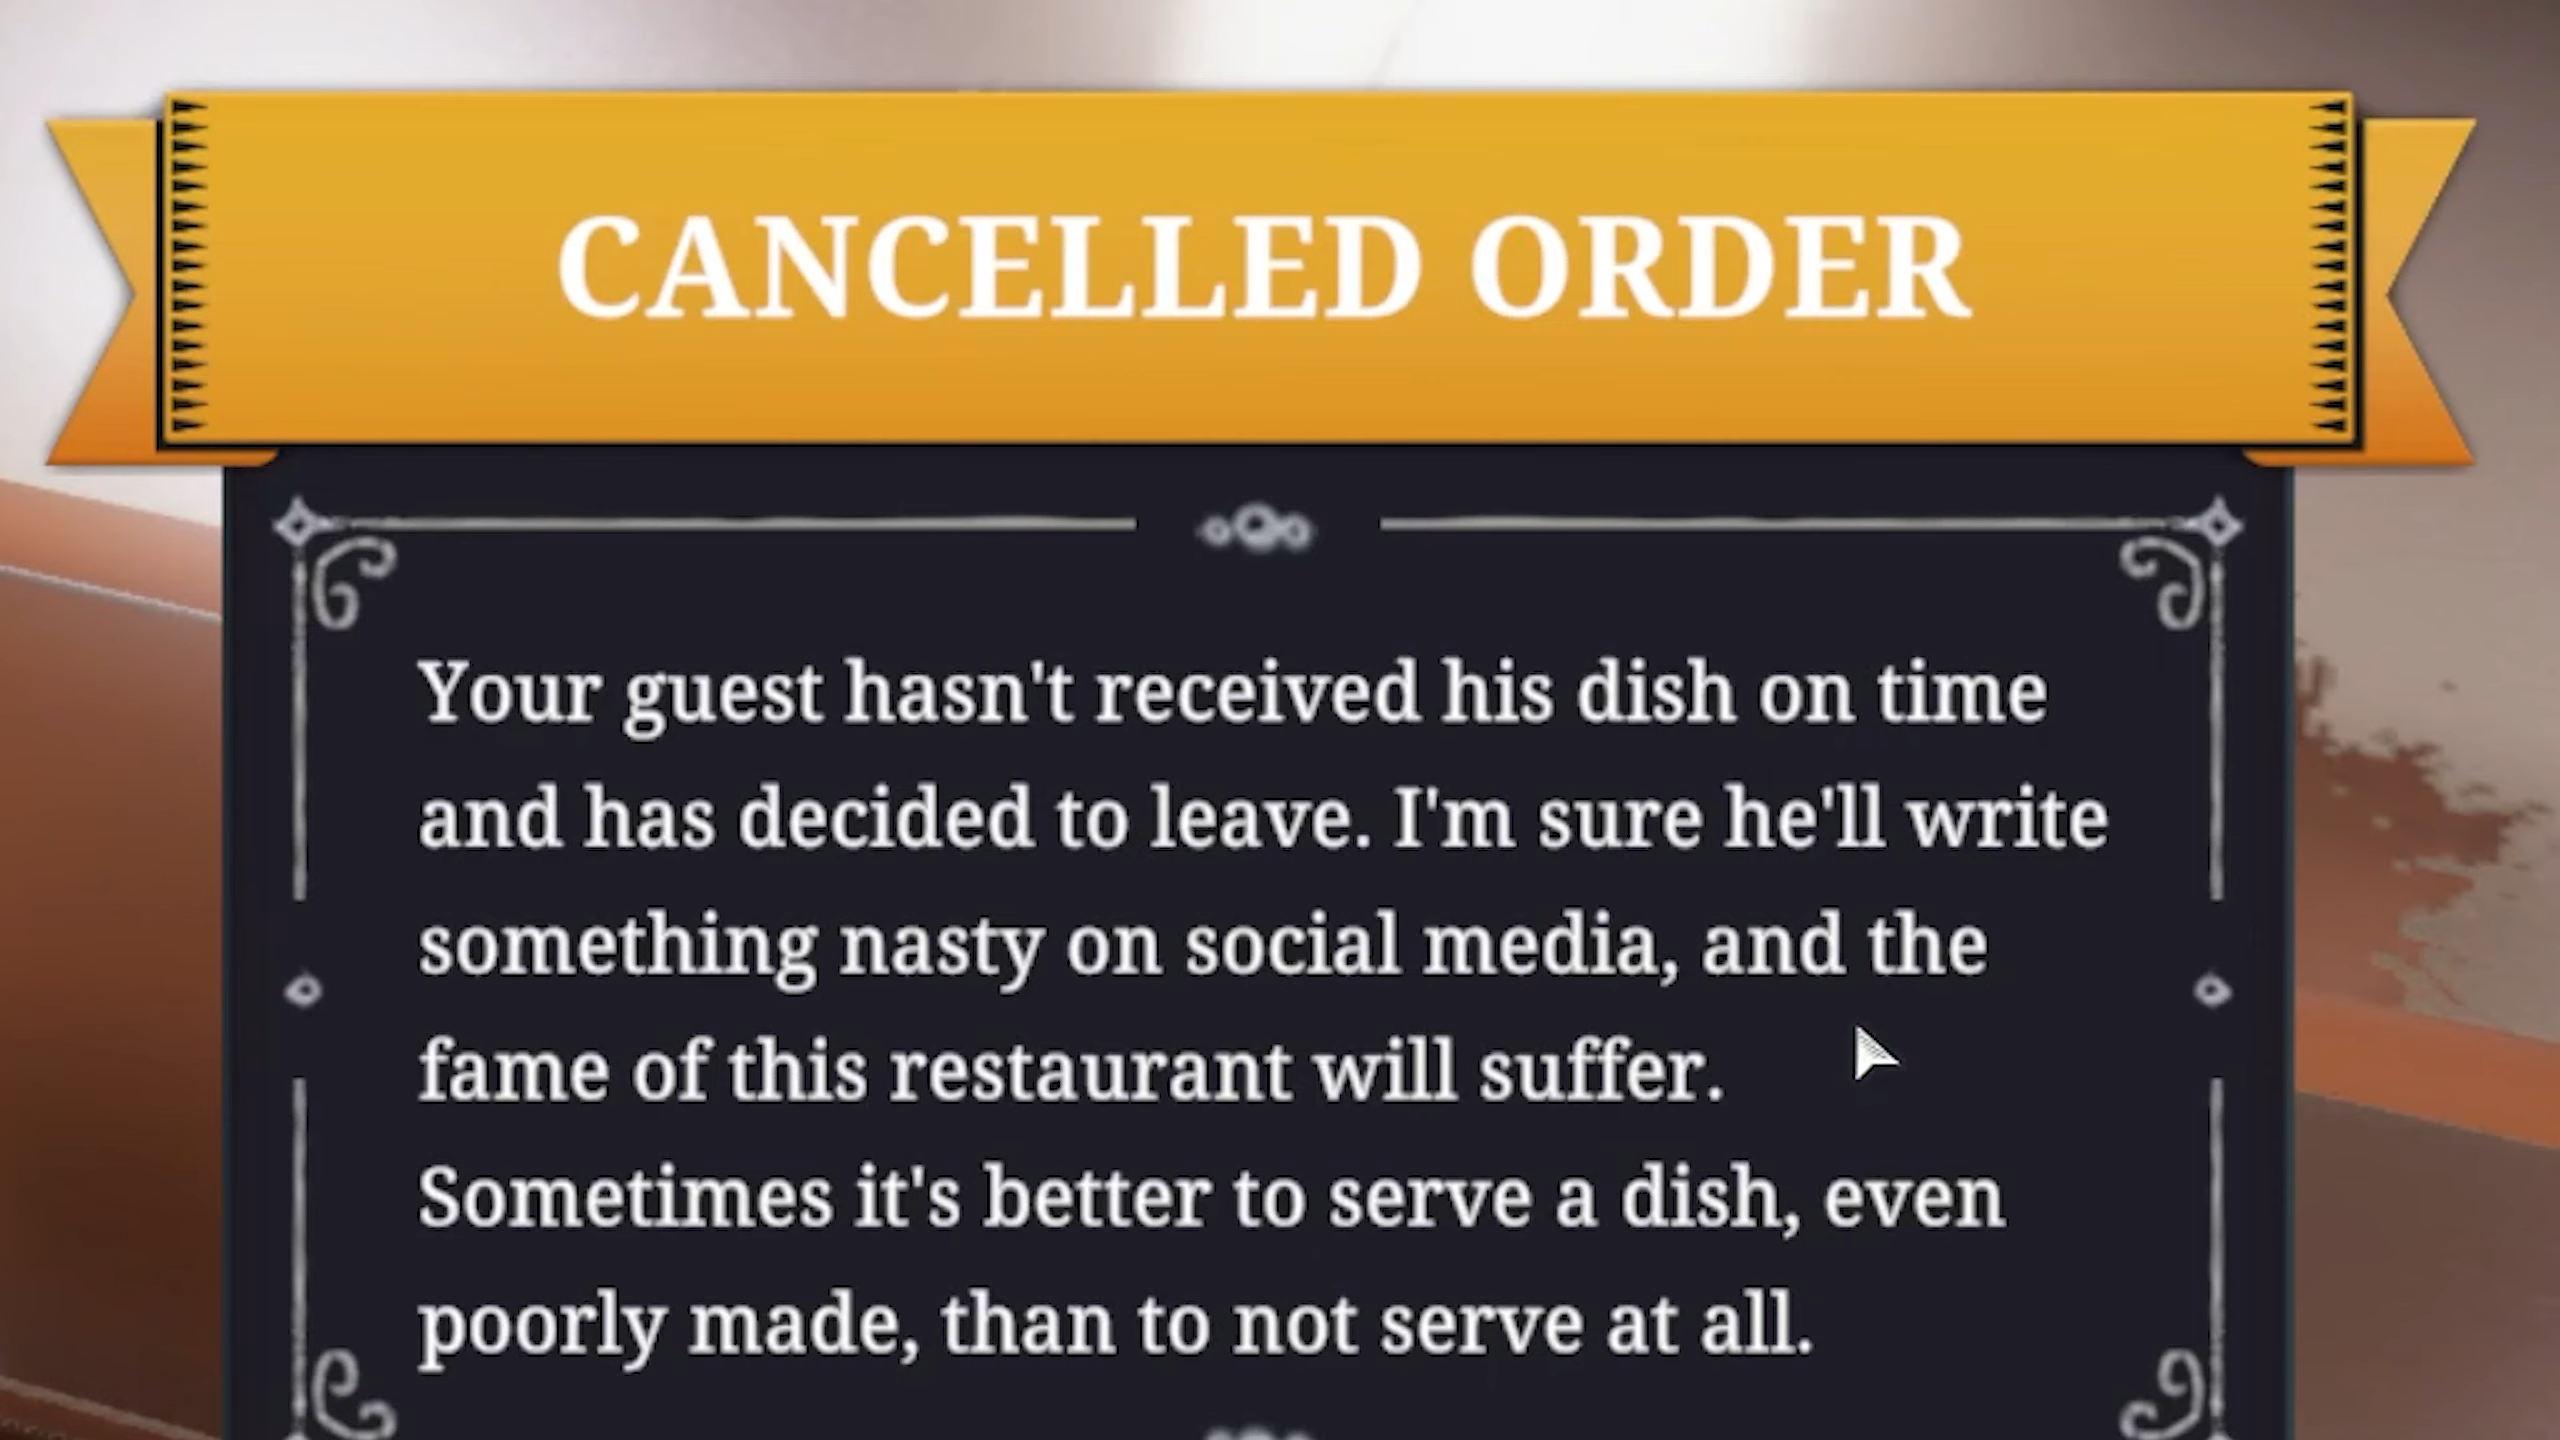 CANCELLED ORDER
Your guest hasn't received his dish on time
and has decided to leave. I'm sure he'll write
something nasty on social media, and the
fame of this restaurant will suffer.
Sometimes it's better to serve a dish, even
poorly made, than to not serve at all.